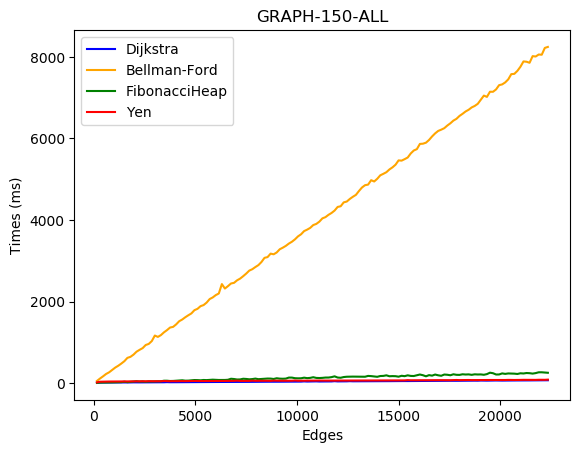 GRAPH-150-ALL
Dijkstra
Bellman-Ford
FibonacciHeap
Yen
Times (ms)
8000
6000
4000
2000
0
0 5000 10000 15000 20000
Edges